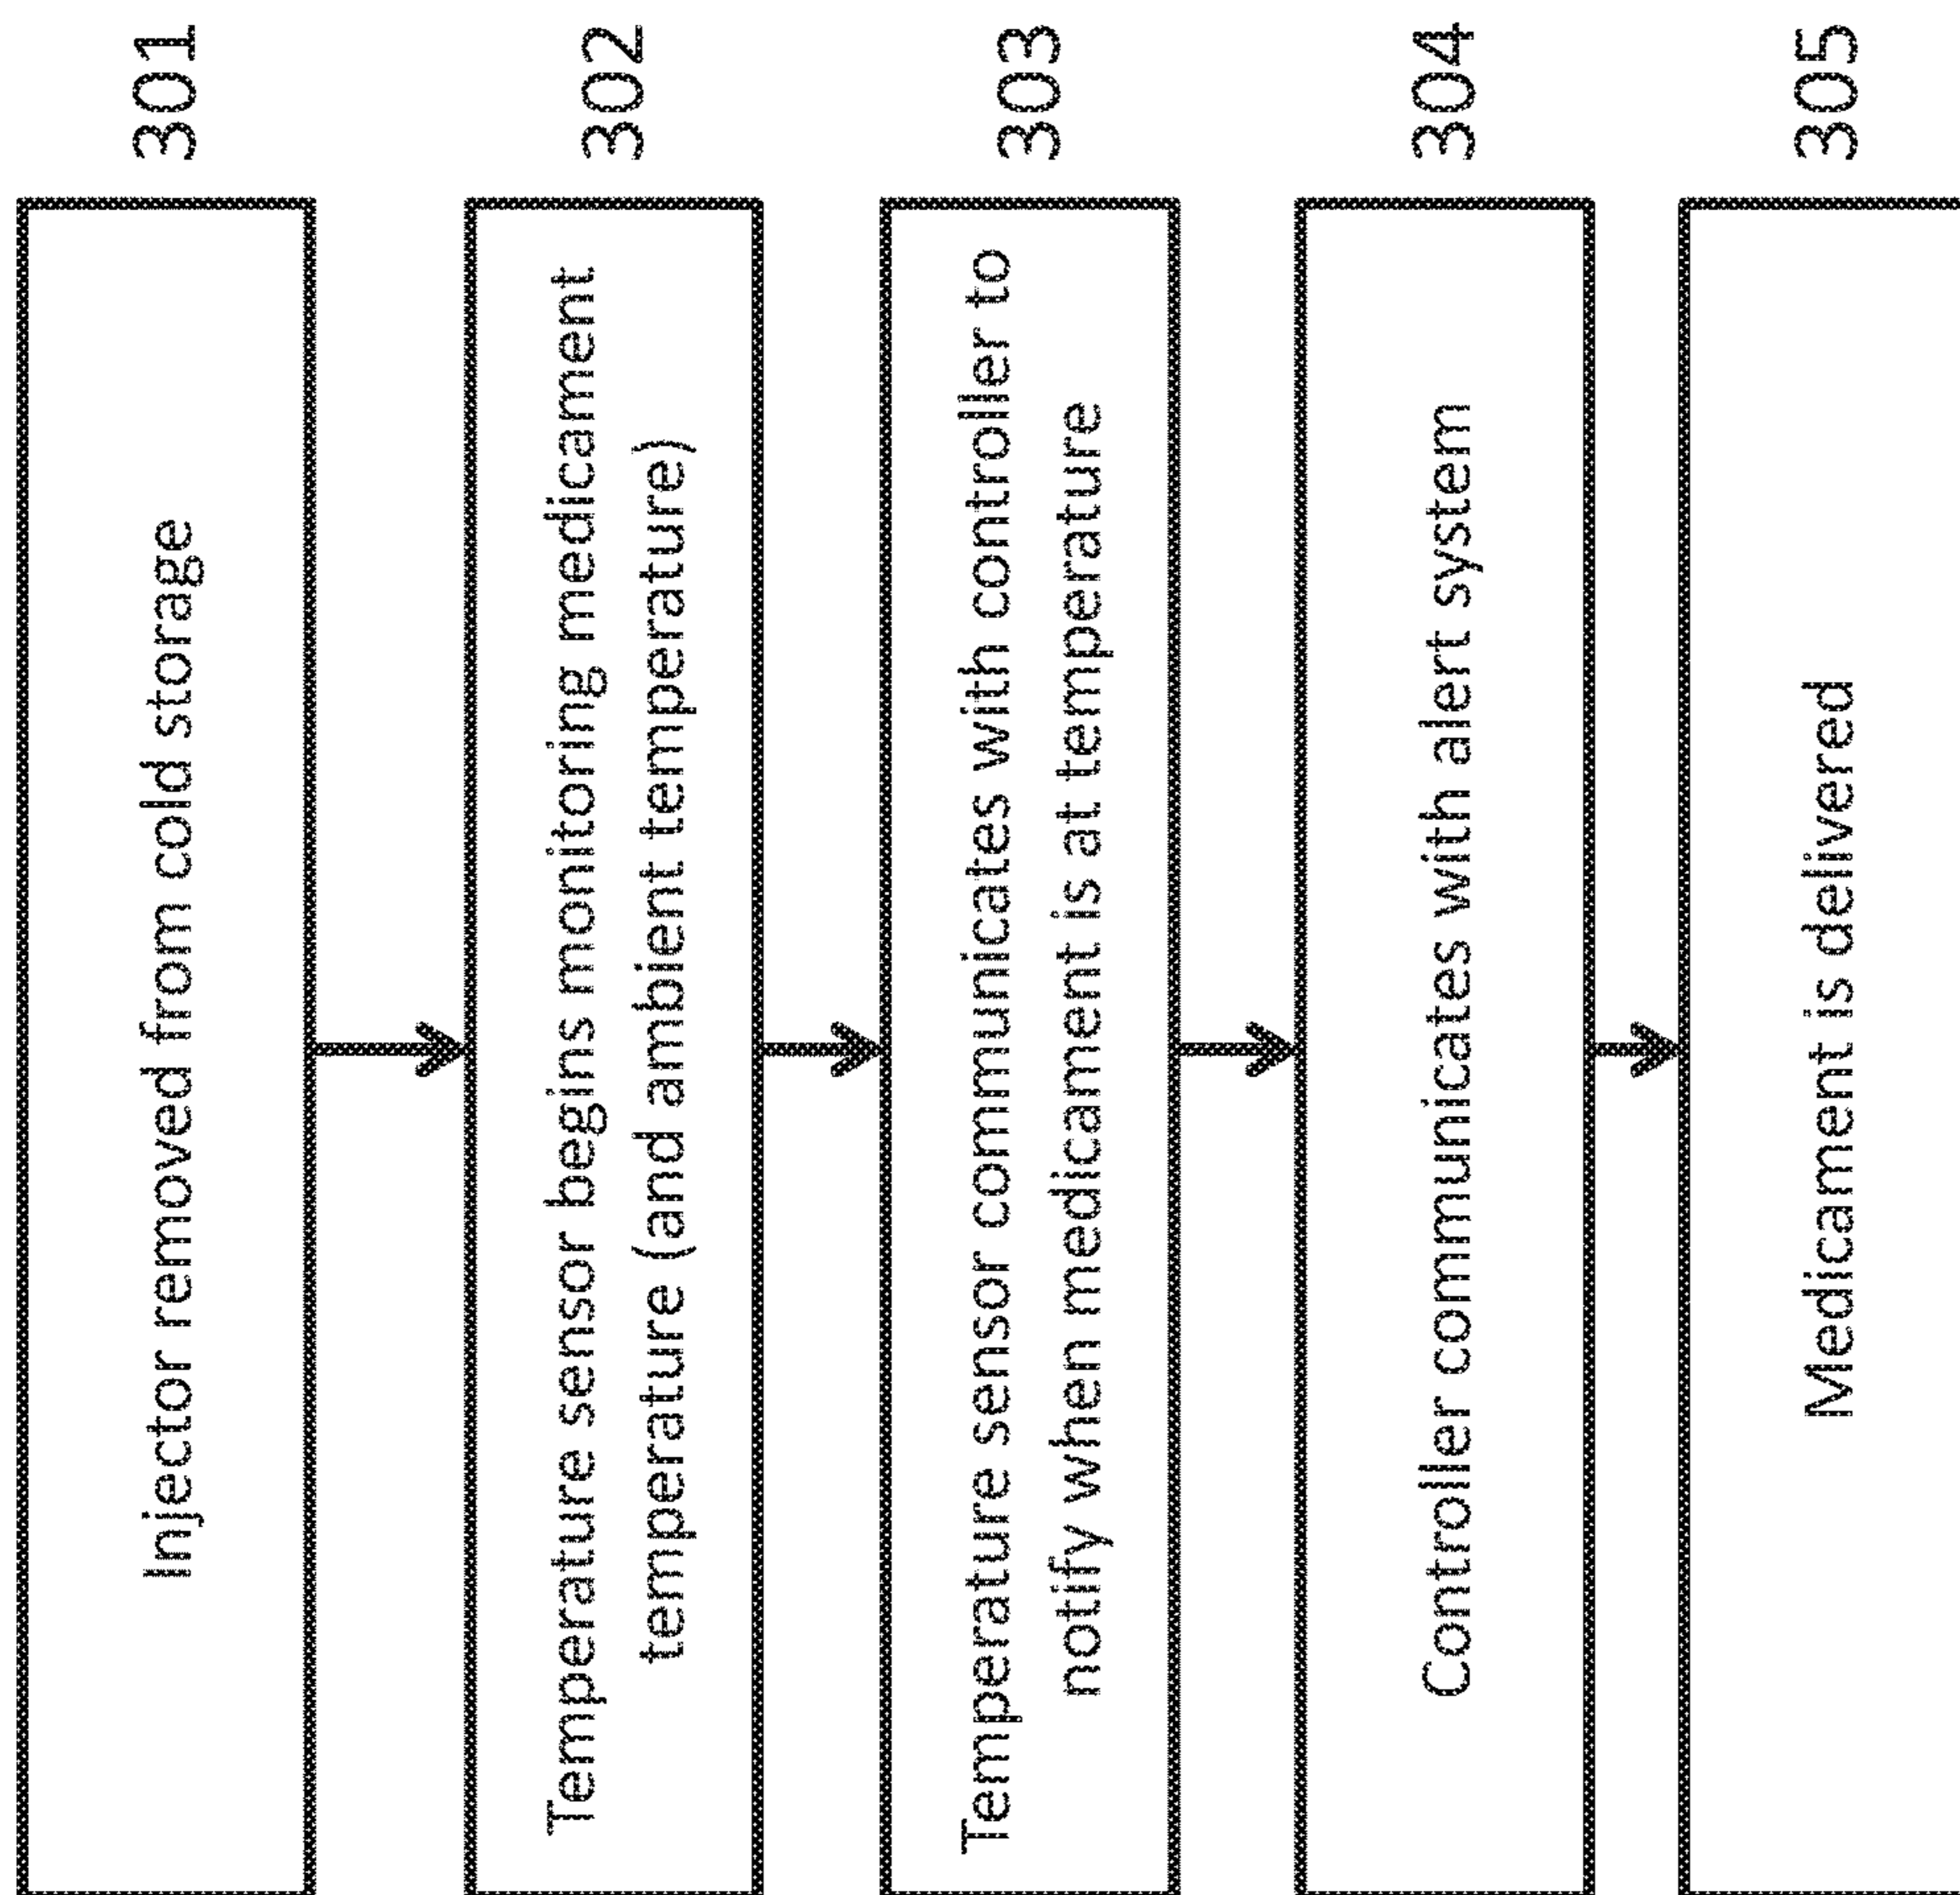 Injector removed from cold storage
301
Temperature sensor begins monitoring medicament
temperature (and ambient temperature)
302
Temperature sensor communicates with controller to
notify when medicament is at temperature
303
Controller communicates with alert system
304
Medicament is delivered
305